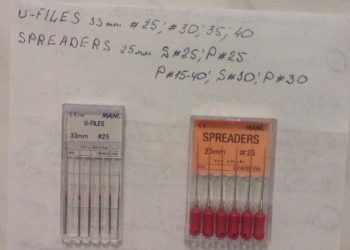 U-FILES 33mm #25; #30; 35; 40
SPREADERS 25mm S#25; P#25
P#15-40; S#30; P#30
MANI
U-FILES
33mm #25
MANI
SPREADERS
25mm #25